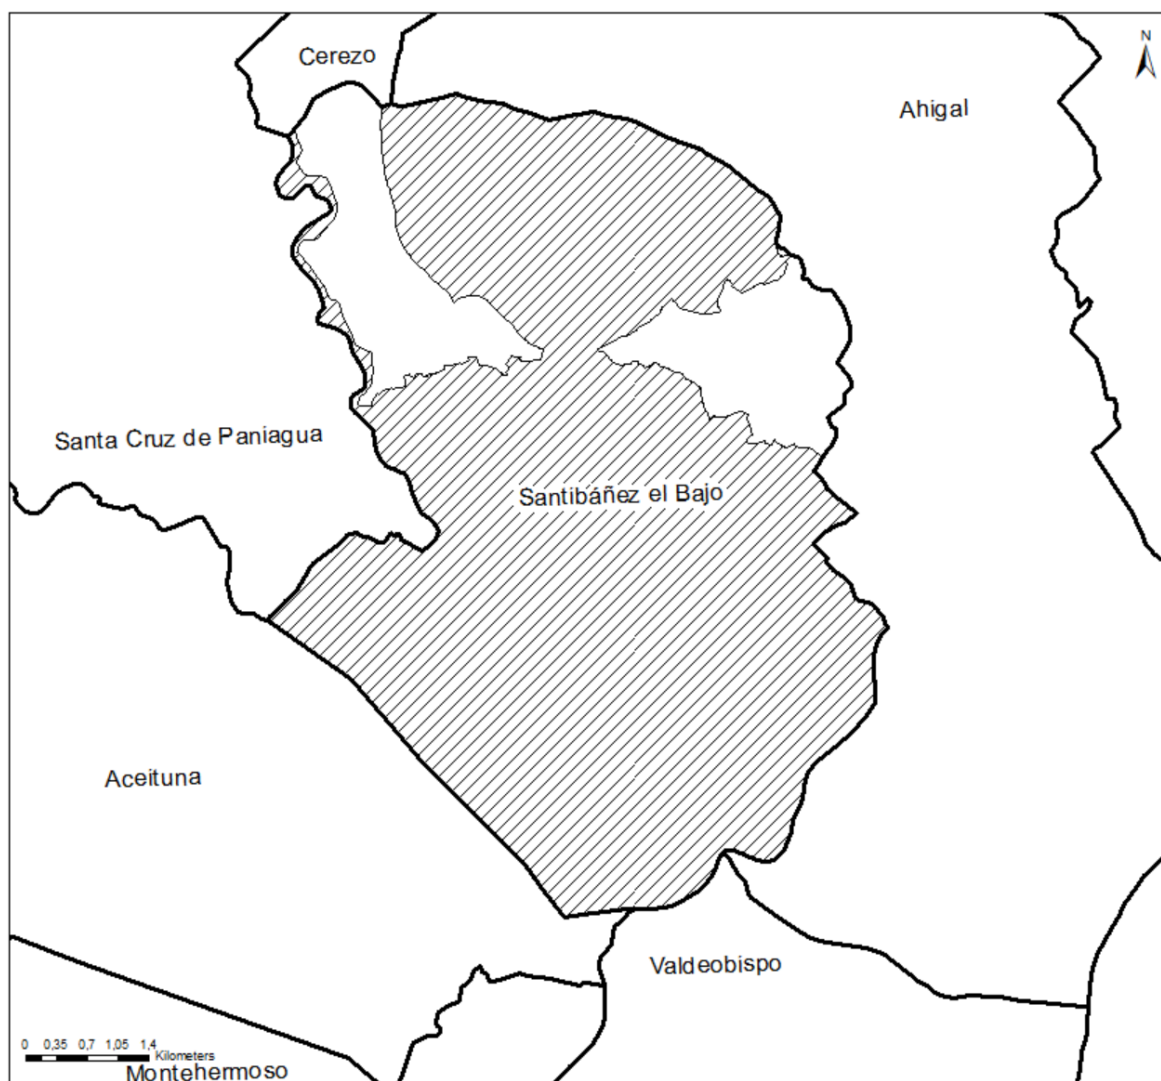 N
Cerezo
Ahigal
Santa Cruz de Paniagua
Santibáñez el Bajo
Aceituna
Valdeobispo
0 0,35 0,7 1,05 1,4
Kilometers
Montehermoso